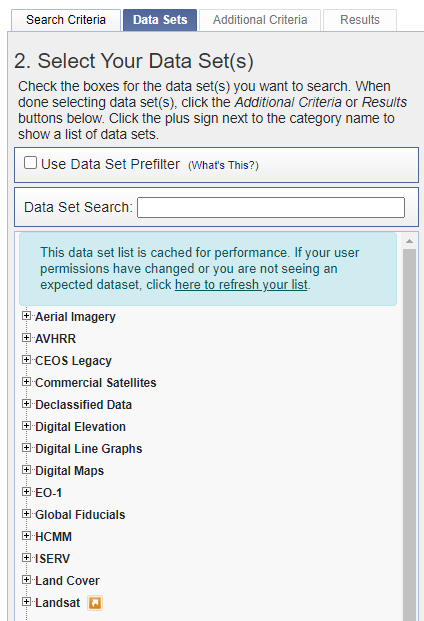 Search Criteria Data Sets Additional Criteria Results
2. Select Your Data Set(s)
Check the boxes for the data set(s) you want to search. When
done selecting data set(s), click the Additional Criteria or Results
buttons below. Click the plus sign next to the category name to
show a list of data sets.
Use Data Set Prefilter (What's This?)
Data Set Search:
This data set list is cached for performance. If your user
permissions have changed or you are not seeing an
expected dataset, click here to refresh your list.
Aerial Imagery
AVHRR
CEOS Legacy
Commercial Satellites
Declassified Data
Digital Elevation
Digital Line Graphs
Digital Maps
EO-1
Global Fiducials
HCMM
ISERV
Land Cover
Landsat